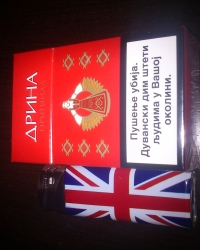 ДРИНА
Пушење убија.
Дувански дим штети
људима у Вашој
околини.